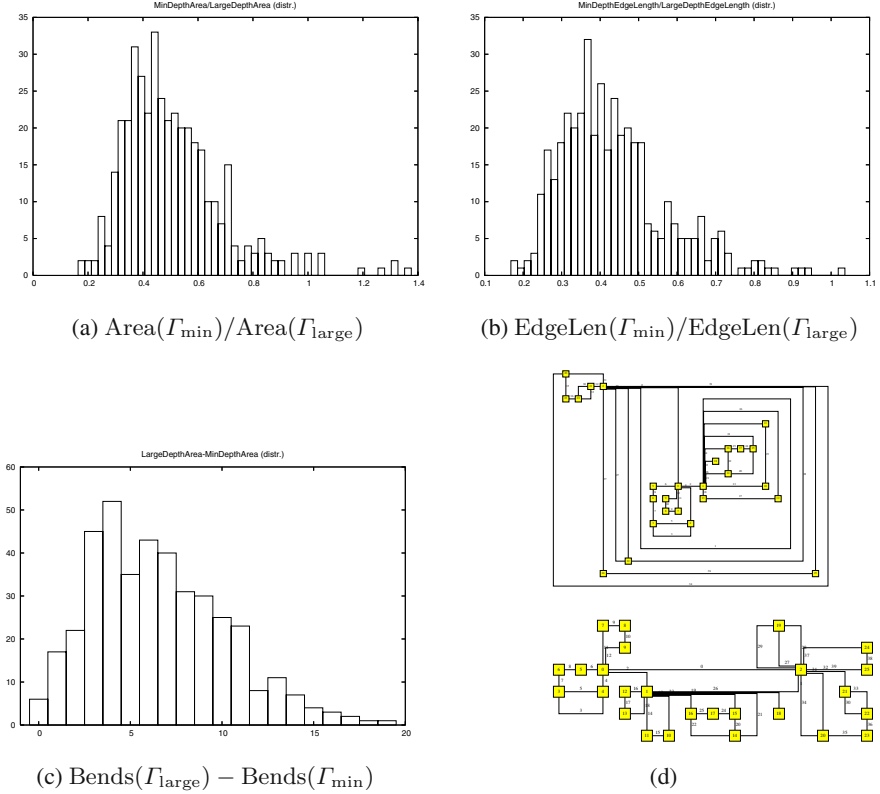 MinDepthArea/LargeDepthArea (distr.)
35
30
25
20
15
10
5
0
0 0.2 0.4 0.6 0.8 1 1.2 1.4
(a) Area(Γmin)/Area(Γlarge)
MinDepthEdgeLength/LargeDepthEdgeLength (distr.)
35
30
25
20
15
10
5
0
0.1 0.2 0.3 0.4 0.5 0.6 0.7 0.8 0.9 1 1.1
(b) EdgeLen(Γmin)/EdgeLen(Γlarge)
LargeDepthArea-MinDepthArea (distr.)
60
50
40
30
20
10
0
0 5 10 15 20
(c) Bends(Γlarge) − Bends(Γmin)
(d)